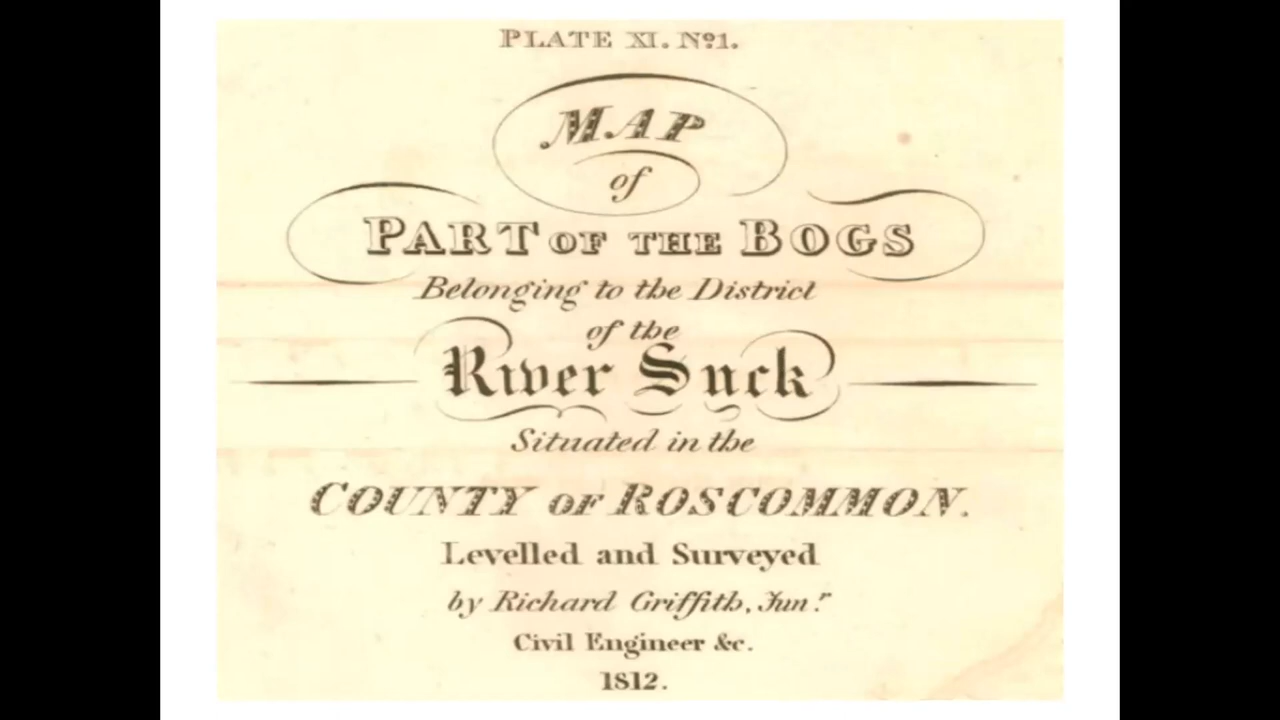 PLATE XI. Nº1.
MAP
of
PART OF THE BOGS
Belonging to the District
of the
River Suck
Situated in the
COUNTY OF ROSCOMMON.
Levelled and Surveyed
by Richard Griffith, Junr.
Civil Engineer &c.
1812.